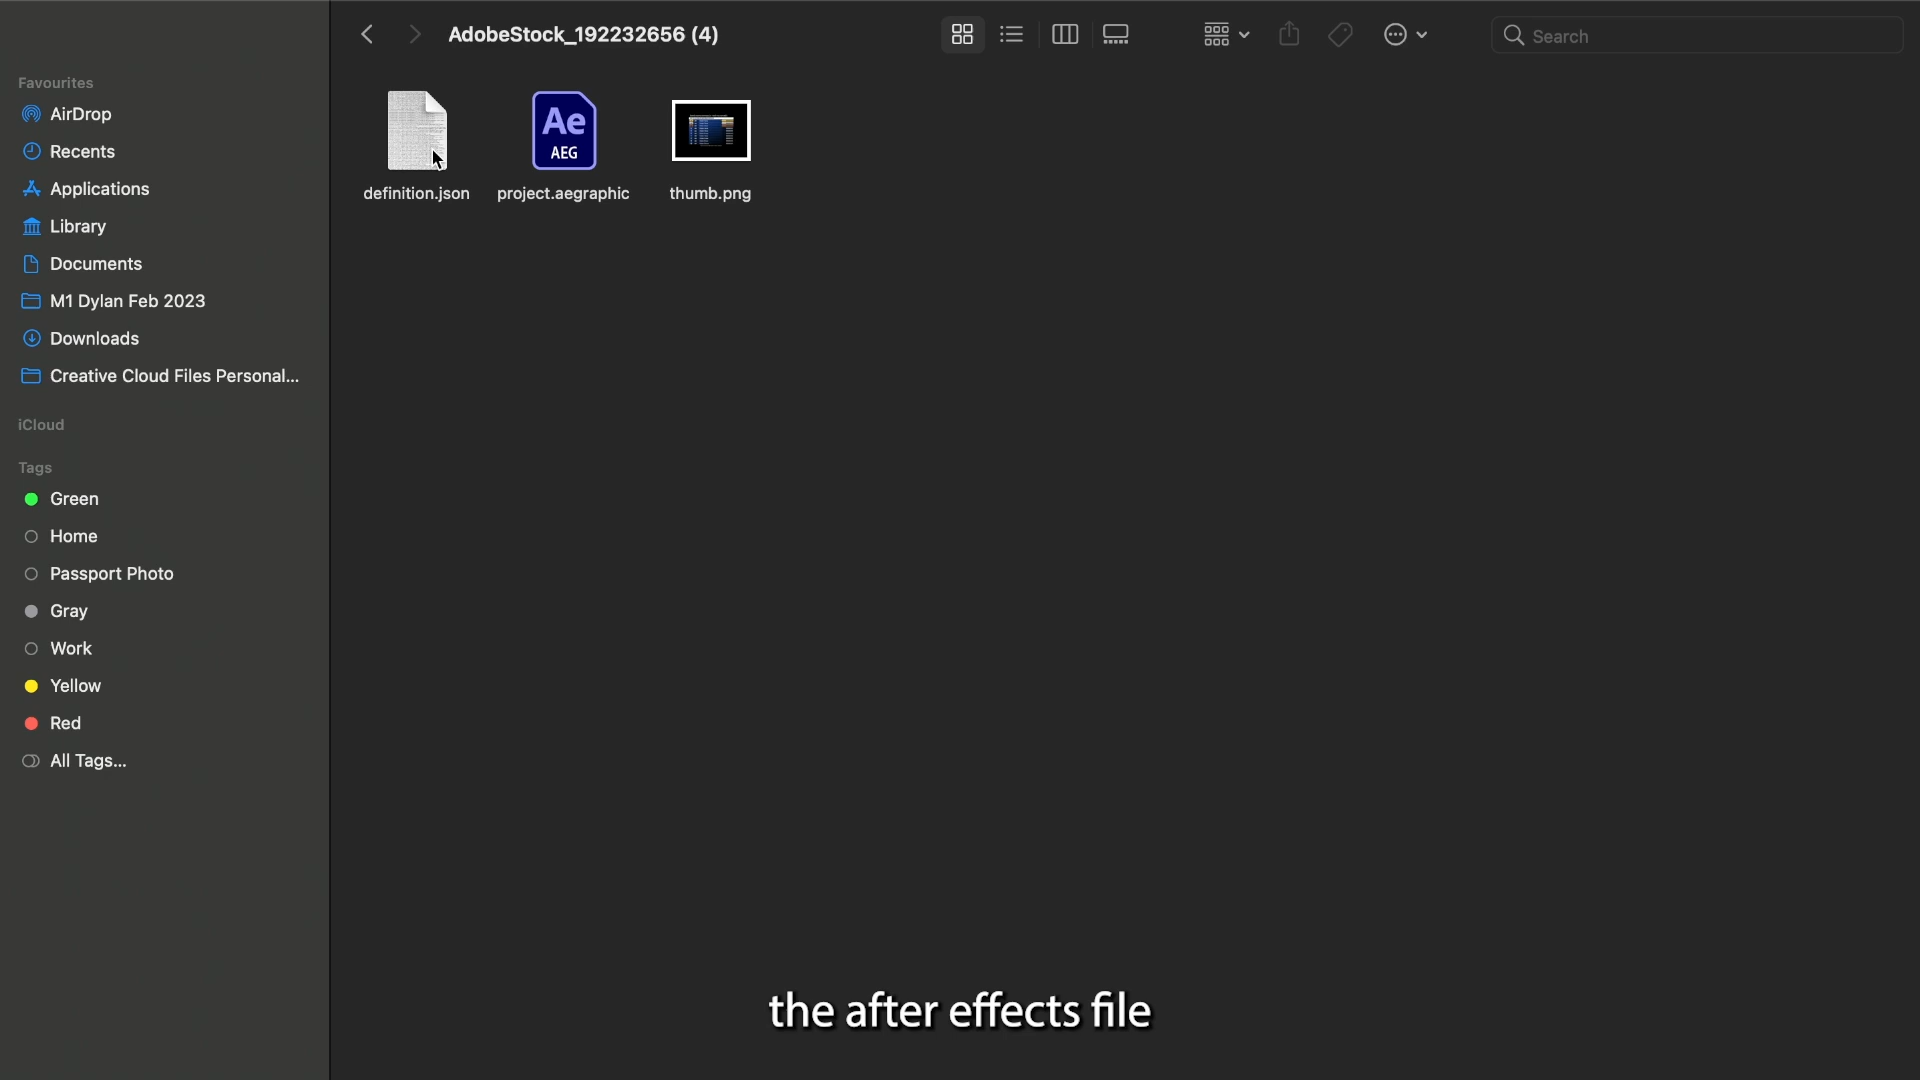 AdobeStock_192232656 (4)
Search
Favourites
AirDrop
Recents
Applications
Library
Documents
M1 Dylan Feb 2023
Downloads
Creative Cloud Files Personal...
iCloud
Tags
Green
Home
Passport Photo
Gray
Work
Yellow
Red
All Tags...
Ae
AEG
definition.json
project.aegraphic
thumb.png
the after effects file